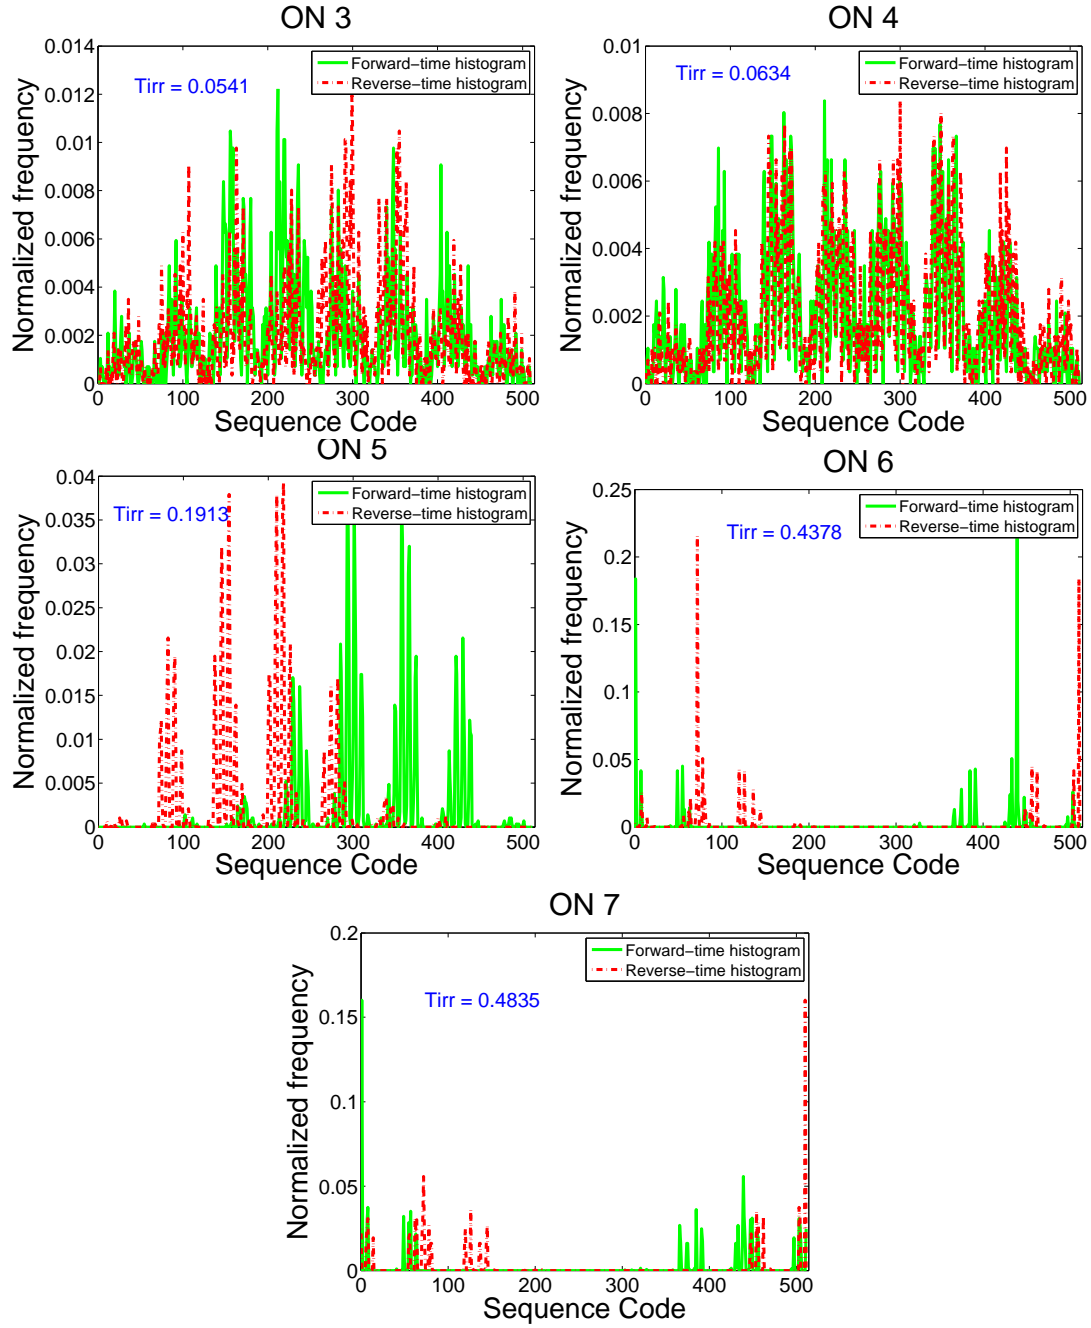 ON 3
Normalized frequency
0.014
0.012
0.01
0.008
0.006
0.004
0.002
0
Tirr = 0.0541
Forward-time histogram
Reverse-time histogram
0 100 200 300 400 500
Sequence Code
ON 4
Normalized frequency
0.01
0.008
0.006
0.004
0.002
0
Tirr = 0.0634
Forward-time histogram
Reverse-time histogram
0 100 200 300 400 500
Sequence Code
ON 5
Normalized frequency
0.04
0.035
0.03
0.025
0.02
0.015
0.01
0.005
0
Tirr = 0.1913
Forward-time histogram
Reverse-time histogram
0 100 200 300 400 500
Sequence Code
ON 6
Normalized frequency
0.25
0.2
0.15
0.1
0.05
0
Tirr = 0.4378
Forward-time histogram
Reverse-time histogram
0 100 200 300 400 500
Sequence Code
ON 7
Normalized frequency
0.2
0.15
0.1
0.05
0
Tirr = 0.4835
Forward-time histogram
Reverse-time histogram
0 100 200 300 400 500
Sequence Code